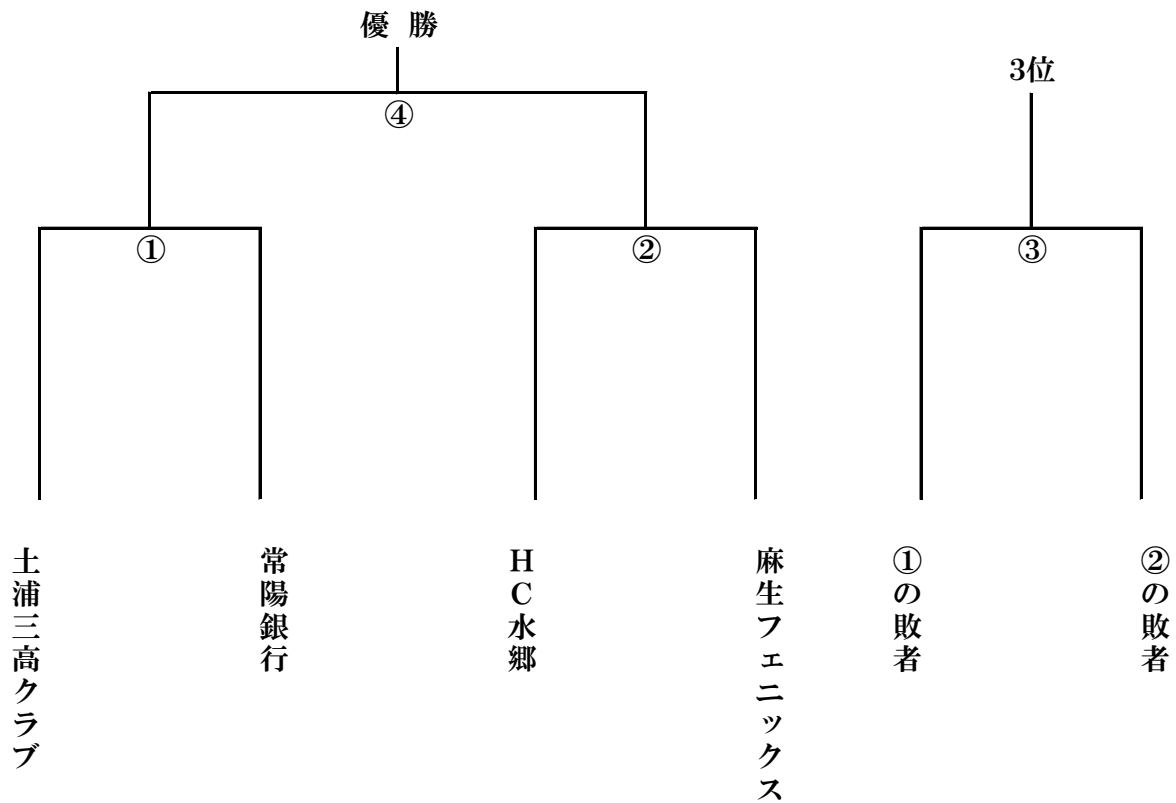 優 勝
3位
④
①
②
③
土浦三高クラブ
常陽銀行
HC水郷
麻生フェニックス
①の敗者
②の敗者